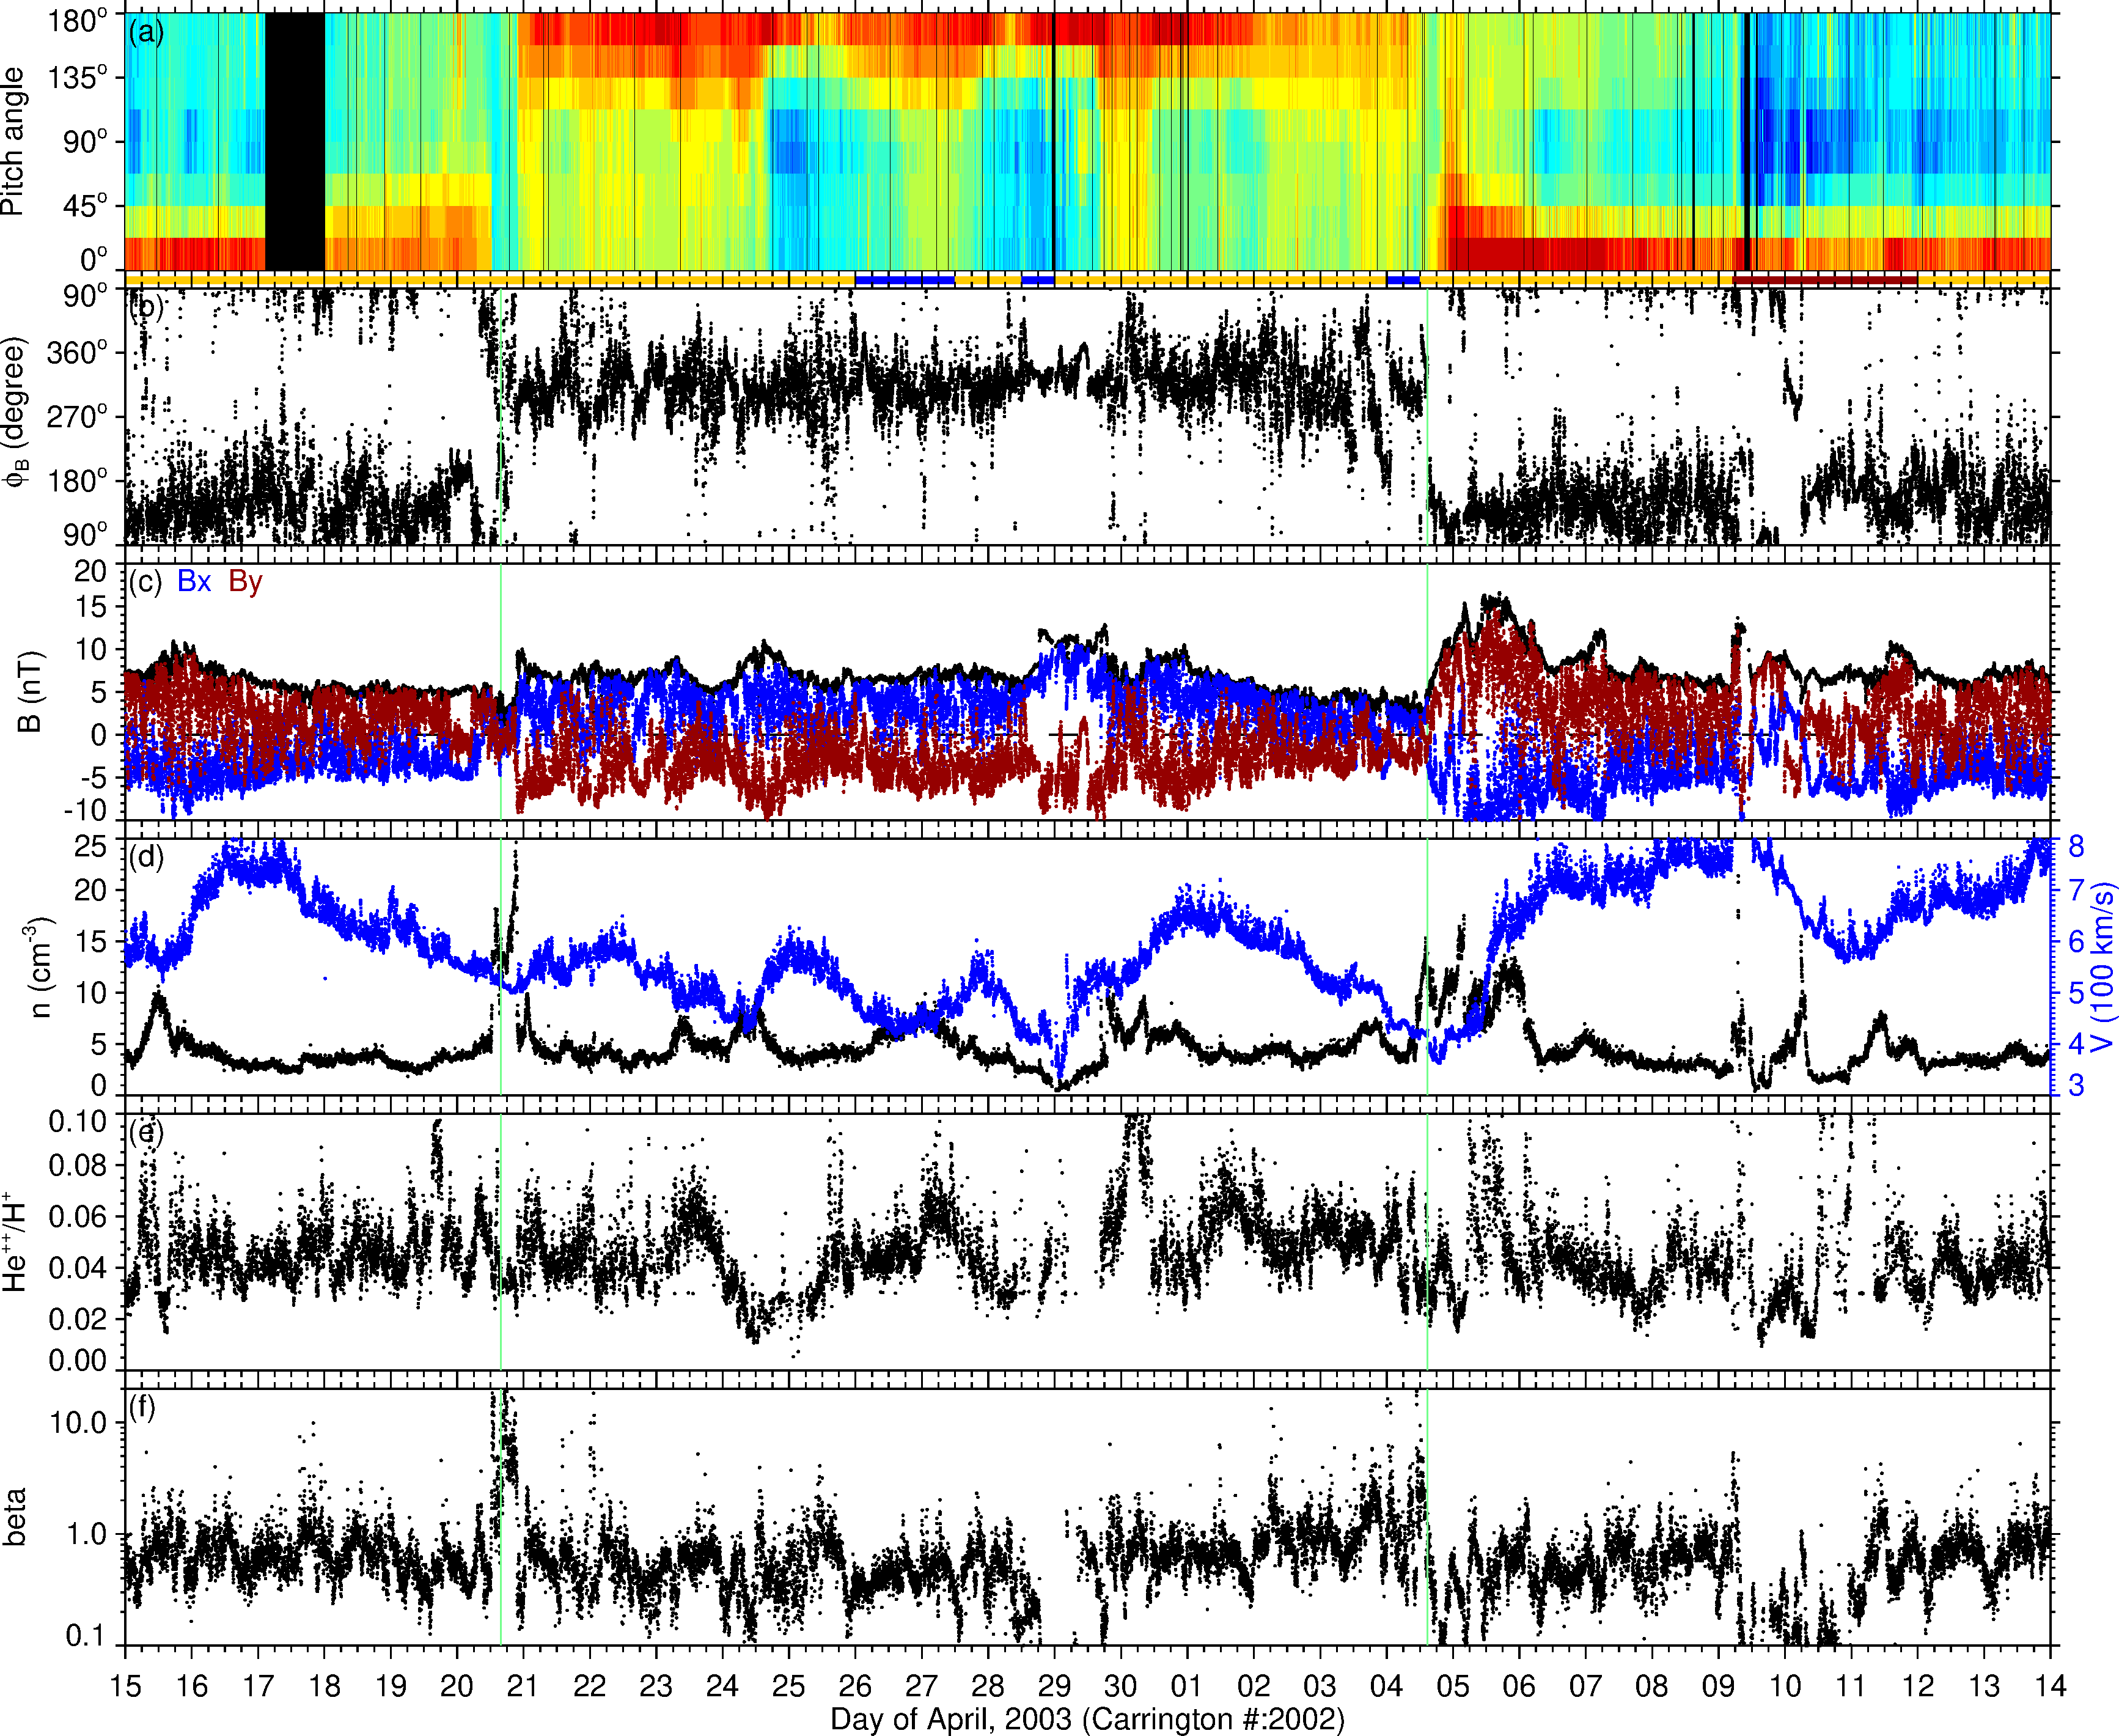 (a)
180°
135°
90°
45°
0°
Pitch angle
(b)
90°
360°
270°
180°
90°
ϕB (degree)
(c) Bx By
20
15
10
5
0
-5
-10
B (nT)
(d)
25
20
15
10
5
0
n (cm-3)
8
7
6
5
4
3
V (100 km/s)
(e)
0.10
0.08
0.06
0.04
0.02
0.00
He++/H+
(f)
10.0
1.0
0.1
beta
15 16 17 18 19 20 21 22 23 24 25 26 27 28 29 30 01 02 03 04 05 06 07 08 09 10 11 12 13 14
Day of April, 2003 (Carrington #:2002)